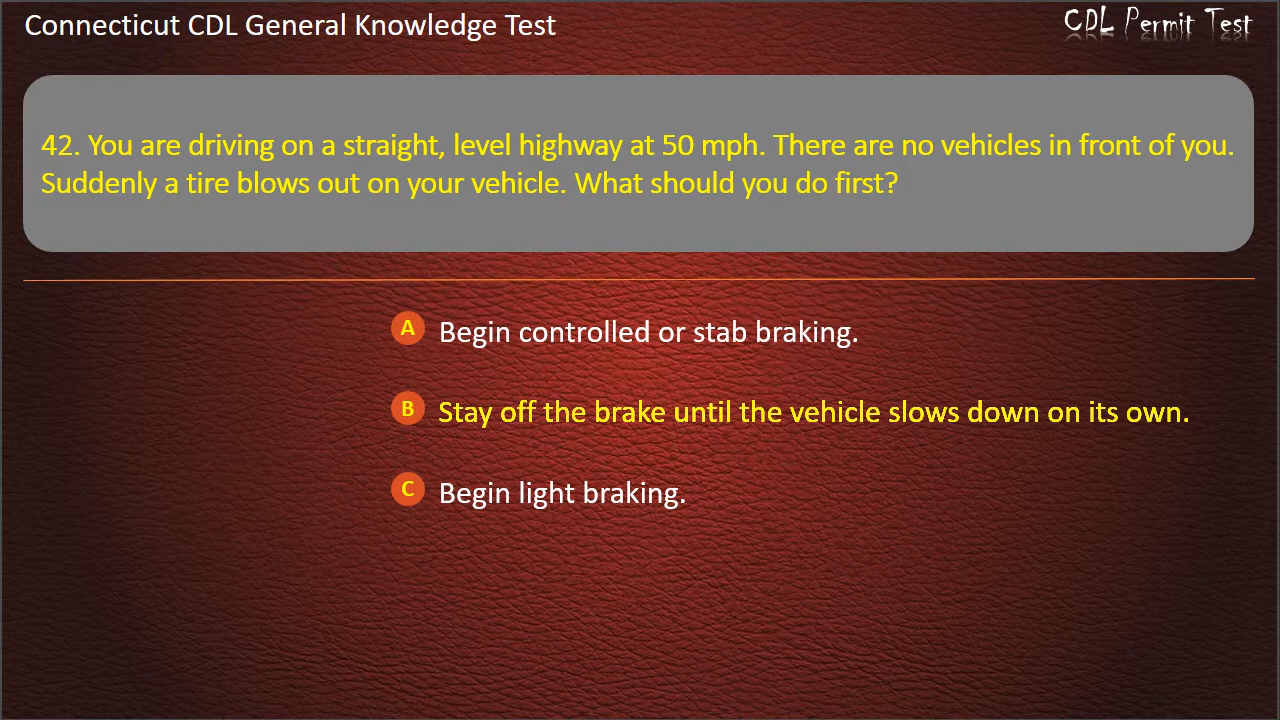 Connecticut CDL General Knowledge Test
CDL Permit Test
42. You are driving on a straight, level highway at 50 mph. There are no vehicles in front of you.
Suddenly a tire blows out on your vehicle. What should you do first?
A Begin controlled or stab braking.
B Stay off the brake until the vehicle slows down on its own.
C Begin light braking.